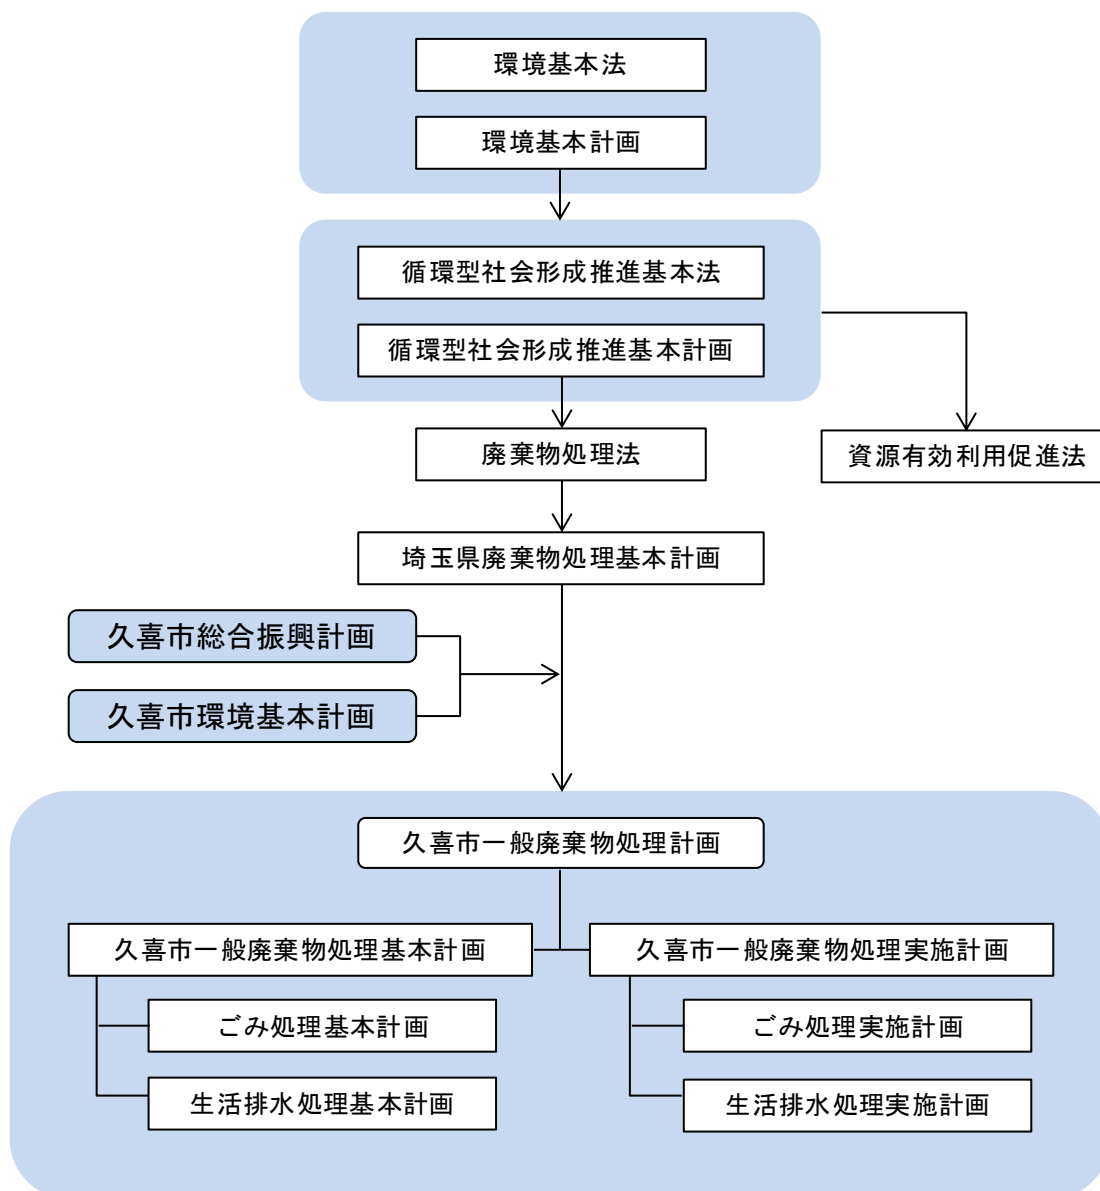 環境基本法
環境基本計画
循環型社会形成推進基本法
循環型社会形成推進基本計画
廃棄物処理法
資源有効利用促進法
埼玉県廃棄物処理基本計画
久喜市総合振興計画
久喜市環境基本計画
久喜市一般廃棄物処理計画
久喜市一般廃棄物処理基本計画
久喜市一般廃棄物処理実施計画
ごみ処理基本計画
ごみ処理実施計画
生活排水処理基本計画
生活排水処理実施計画